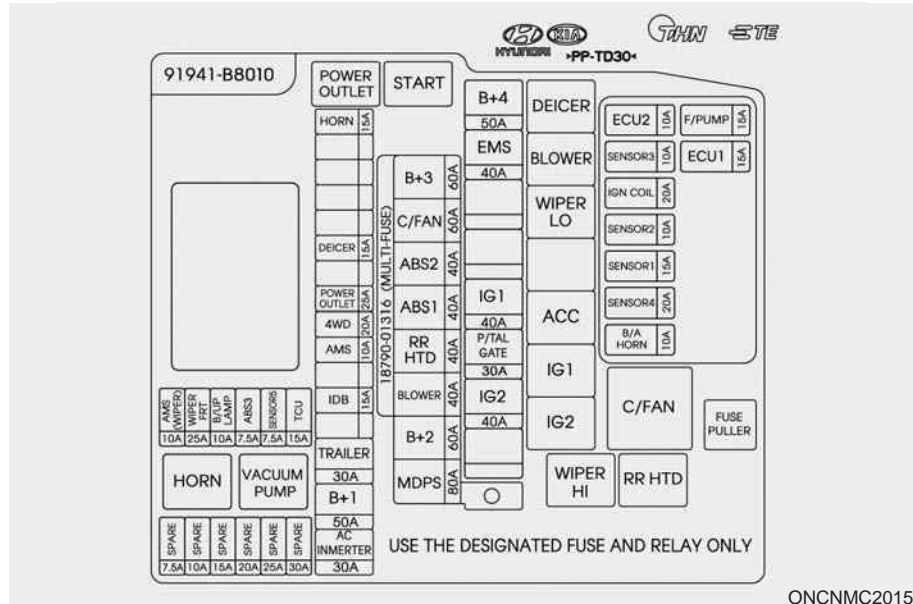 HYUNDAI
KIA
THN
ETE
>PP-TD30<
91941-B8010
POWER
OUTLET
START
HORN 15A
DEICER 15A
POWER
OUTLET 25A
4WD 20A
AMS 10A
IDB 15A
TRAILER
30A
B+1
50A
AC
INMERTER
30A
18790-01316 (MULTI-FUSE)
B+3 60A
C/FAN 60A
ABS2 40A
ABS1 40A
RR
HTD 40A
BLOWER 40A
B+2 60A
MDPS 80A
B+4
50A
EMS
40A
IG1
40A
P/TAL
GATE
30A
IG2
40A
DEICER
BLOWER
WIPER
LO
ACC
IG1
IG2
WIPER
HI
RR HTD
ECU2 10A
F/PUMP 15A
SENSOR3 10A
ECU1 15A
IGN COIL 20A
SENSOR2 10A
SENSOR1 15A
SENSOR4 20A
B/A
HORN 10A
C/FAN
FUSE
PULLER
AMS
(WIPER)
10A
WIPER
FRT
25A
B/UP
LAMP
10A
ABS3
7.5A
SENSOR5
7.5A
TCU
15A
HORN
VACUUM
PUMP
SPARE
7.5A
SPARE
10A
SPARE
15A
SPARE
20A
SPARE
25A
SPARE
30A
USE THE DESIGNATED FUSE AND RELAY ONLY
ONCNMC2015